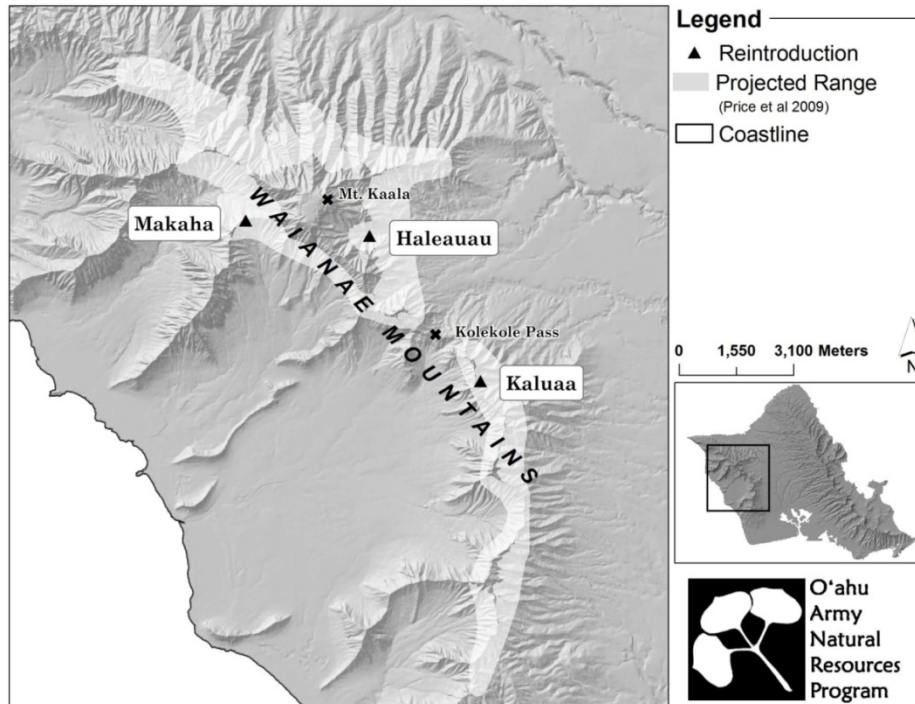 Legend
Reintroduction
Projected Range
(Price et al 2009)
Coastline
Mt. Kaala
Makaha
Haleauau
WAIANAE MOUNTAINS
Kolekole Pass
Kaluaa
0 1,550 3,100 Meters
N
O'ahu
Army
Natural
Resources
Program